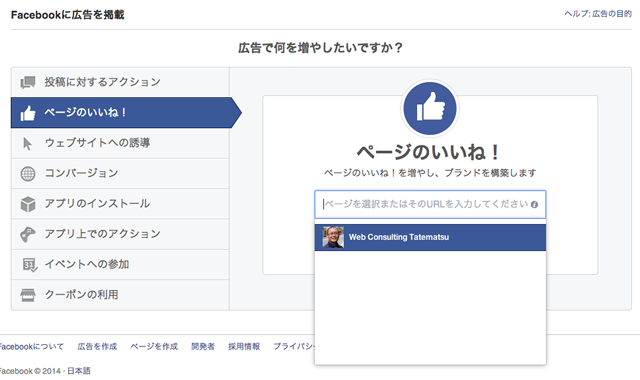 Facebookに広告を掲載
ヘルプ: 広告の目的
広告で何を増やしたいですか？
投稿に対するアクション
ページのいいね！
ウェブサイトへの誘導
コンバージョン
アプリのインストール
アプリ上でのアクション
イベントへの参加
クーポンの利用
ページのいいね！
ページのいいね！を増やし、ブランドを構築します
ページを選択またはそのURLを入力してください
Web Consulting Tatematsu
Facebookについて 広告を作成 ページを作成 開発者 採用情報 プライバシー
Facebook © 2014 · 日本語